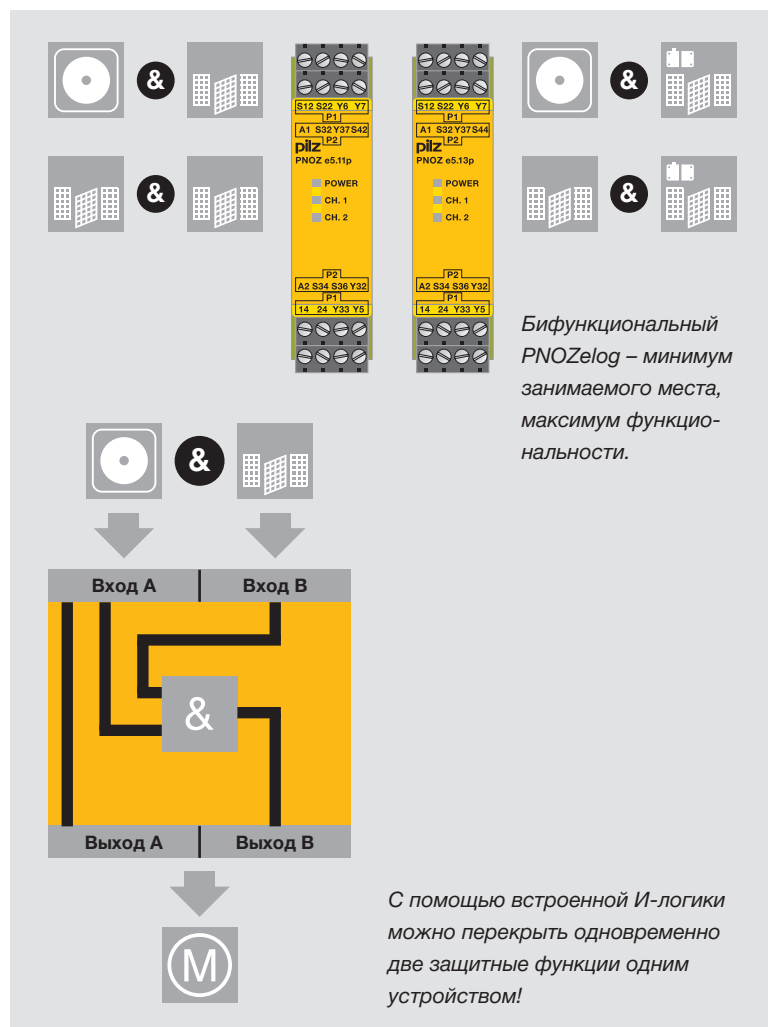 &
&
S12 S22 Y6 Y7
P1
A1 S32 Y37 S42
P2
pilz
PNOZ e5.11p
POWER
CH. 1
CH. 2
P2
A2 S34 S36 Y32
P1
14 24 Y33 Y5
S12 S22 Y6 Y7
P1
A1 S32 Y37 S44
P2
pilz
PNOZ e5.13p
POWER
CH. 1
CH. 2
P2
A2 S34 S36 Y32
P1
14 24 Y33 Y5
&
&
Бифункциональный
PNOZelog – минимум
занимаемого места,
максимум функцио-
нальности.
&
Вход A
Вход B
&
Выход A
Выход B
M
С помощью встроенной И-логики
можно перекрыть одновременно
две защитные функции одним
устройством!